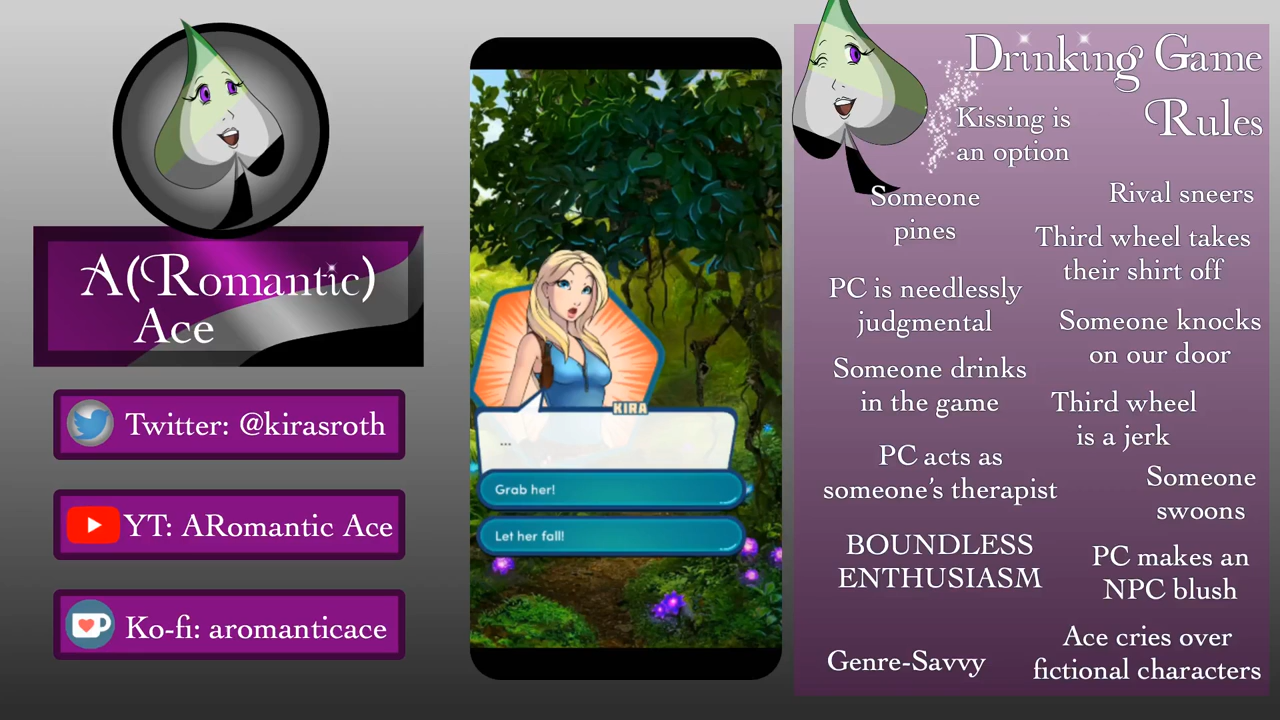 A(Romantic)
Ace
Twitter: @kirasroth
YT: ARomantic Ace
Ko-fi: aromanticace
KIRA
...
Grab her!
Let her fall!
Drinking Game
Rules
Kissing is
an option
Someone
pines
Rival sneers
Third wheel takes
their shirt off
PC is needlessly
judgmental
Someone knocks
on our door
Someone drinks
in the game
Third wheel
is a jerk
PC acts as
someone's therapist
Someone
swoons
BOUNDLESS
ENTHUSIASM
PC makes an
NPC blush
Genre-Savvy
Ace cries over
fictional characters